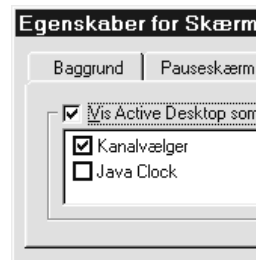 Egenskaber for Skærm
Baggrund Pauseskærm
Vis Active Desktop som
Kanalvælger
Java Clock